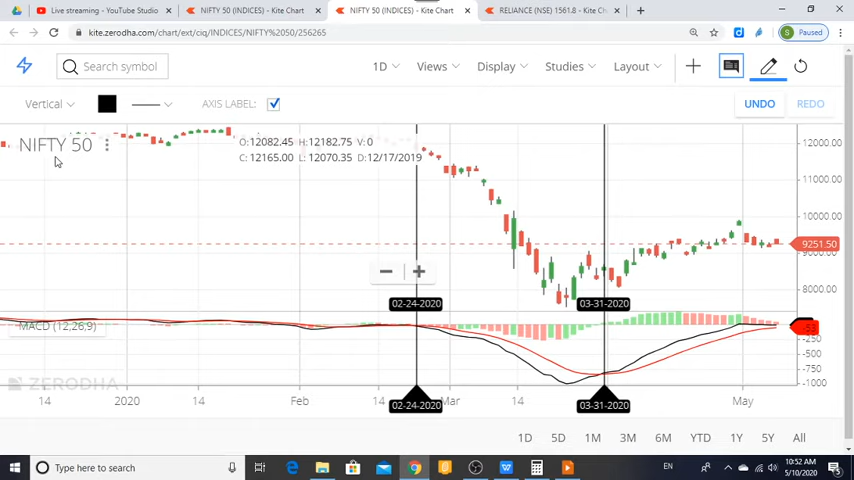 Live streaming - YouTube Studio
NIFTY 50 (INDICES) - Kite Chart
NIFTY 50 (INDICES) - Kite Chart
RELIANCE (NSE) 1561.8 - Kite Ch
kite.zerodha.com/chart/ext/ciq/INDICES/NIFTY%2050/256265
S Paused
Search symbol
1D Views Display Studies Layout
Vertical AXIS LABEL: UNDO REDO
NIFTY 50
O: 12082.45 H: 12182.75 V: 0
C: 12165.00 L: 12070.35 D: 12/17/2019
12000.00
11000.00
10000.00
9251.50
9000.00
8000.00
02-24-2020 03-31-2020
MACD (12,26,9)
-250
-500
-750
-1000
ZERODHA
14 2020 14 Feb 14 Mar 14 May
02-24-2020 03-31-2020
1D 5D 1M 3M 6M YTD 1Y 5Y All
Type here to search
EN
10:52 AM
5/10/2020